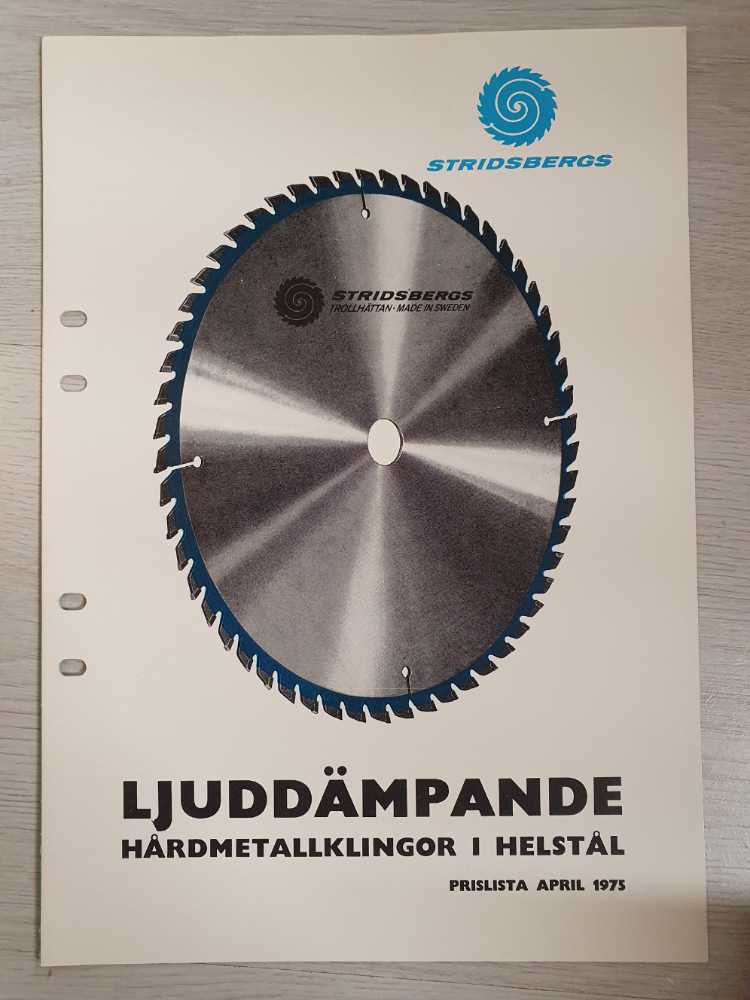 STRIDSBERGS
STRIDSBERGS
TROLLHÄTTAN · MADE IN SWEDEN
LJUDDÄMPANDE
HÅRDMETALLKLINGOR I HELSTÅL
PRISLISTA APRIL 1975